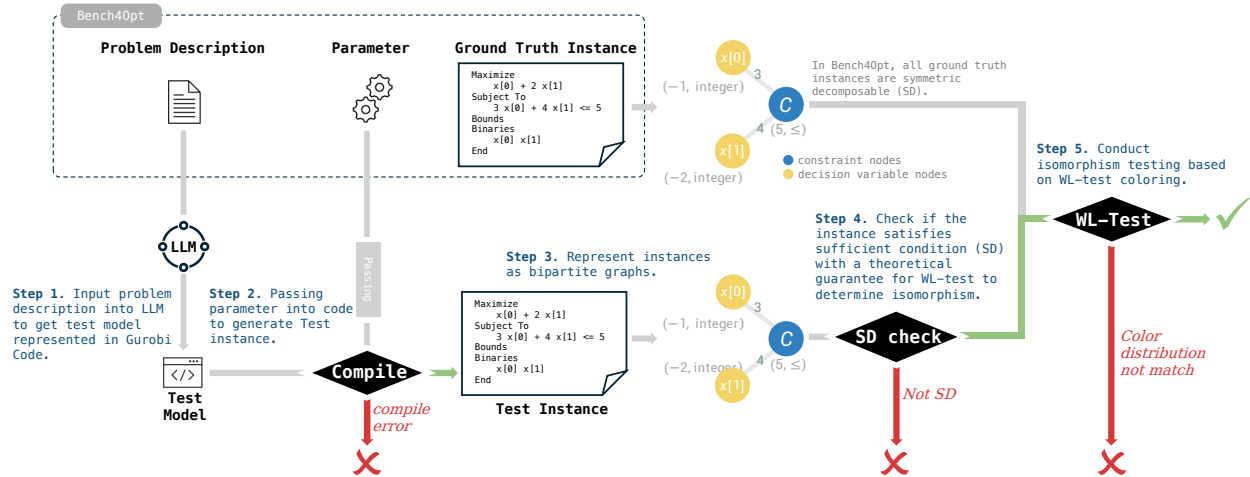 Bench4Opt
Problem Description
Parameter
Ground Truth Instance
Maximize
x[0] + 2 x[1]
Subject To
3 x[0] + 4 x[1] <= 5
Bounds
Binaries
x[0] x[1]
End
x[0]
3
(−1, integer)
C
4 (5, ≤)
x[1]
(−2, integer)
In Bench4Opt, all ground truth
instances are symmetric
decomposable (SD).
constraint nodes
decision variable nodes
Step 5. Conduct
isomorphism testing based
on WL-test coloring.
WL-Test
LLM
Passing
Step 1. Input problem
description into LLM
to get test model
represented in Gurobi
Code.
Step 2. Passing
parameter into code
to generate Test
instance.
Step 3. Represent instances
as bipartite graphs.
Step 4. Check if the
instance satisfies
sufficient condition (SD)
with a theoretical
guarantee for WL-test to
determine isomorphism.
</>
Test
Model
Compile
compile
error
Maximize
x[0] + 2 x[1]
Subject To
3 x[0] + 4 x[1] <= 5
Bounds
Binaries
x[0] x[1]
End
Test Instance
x[0]
3
(−1, integer)
C
(−2, integer)
4 (5, ≤)
x[1]
SD check
Not SD
Color
distribution
not match